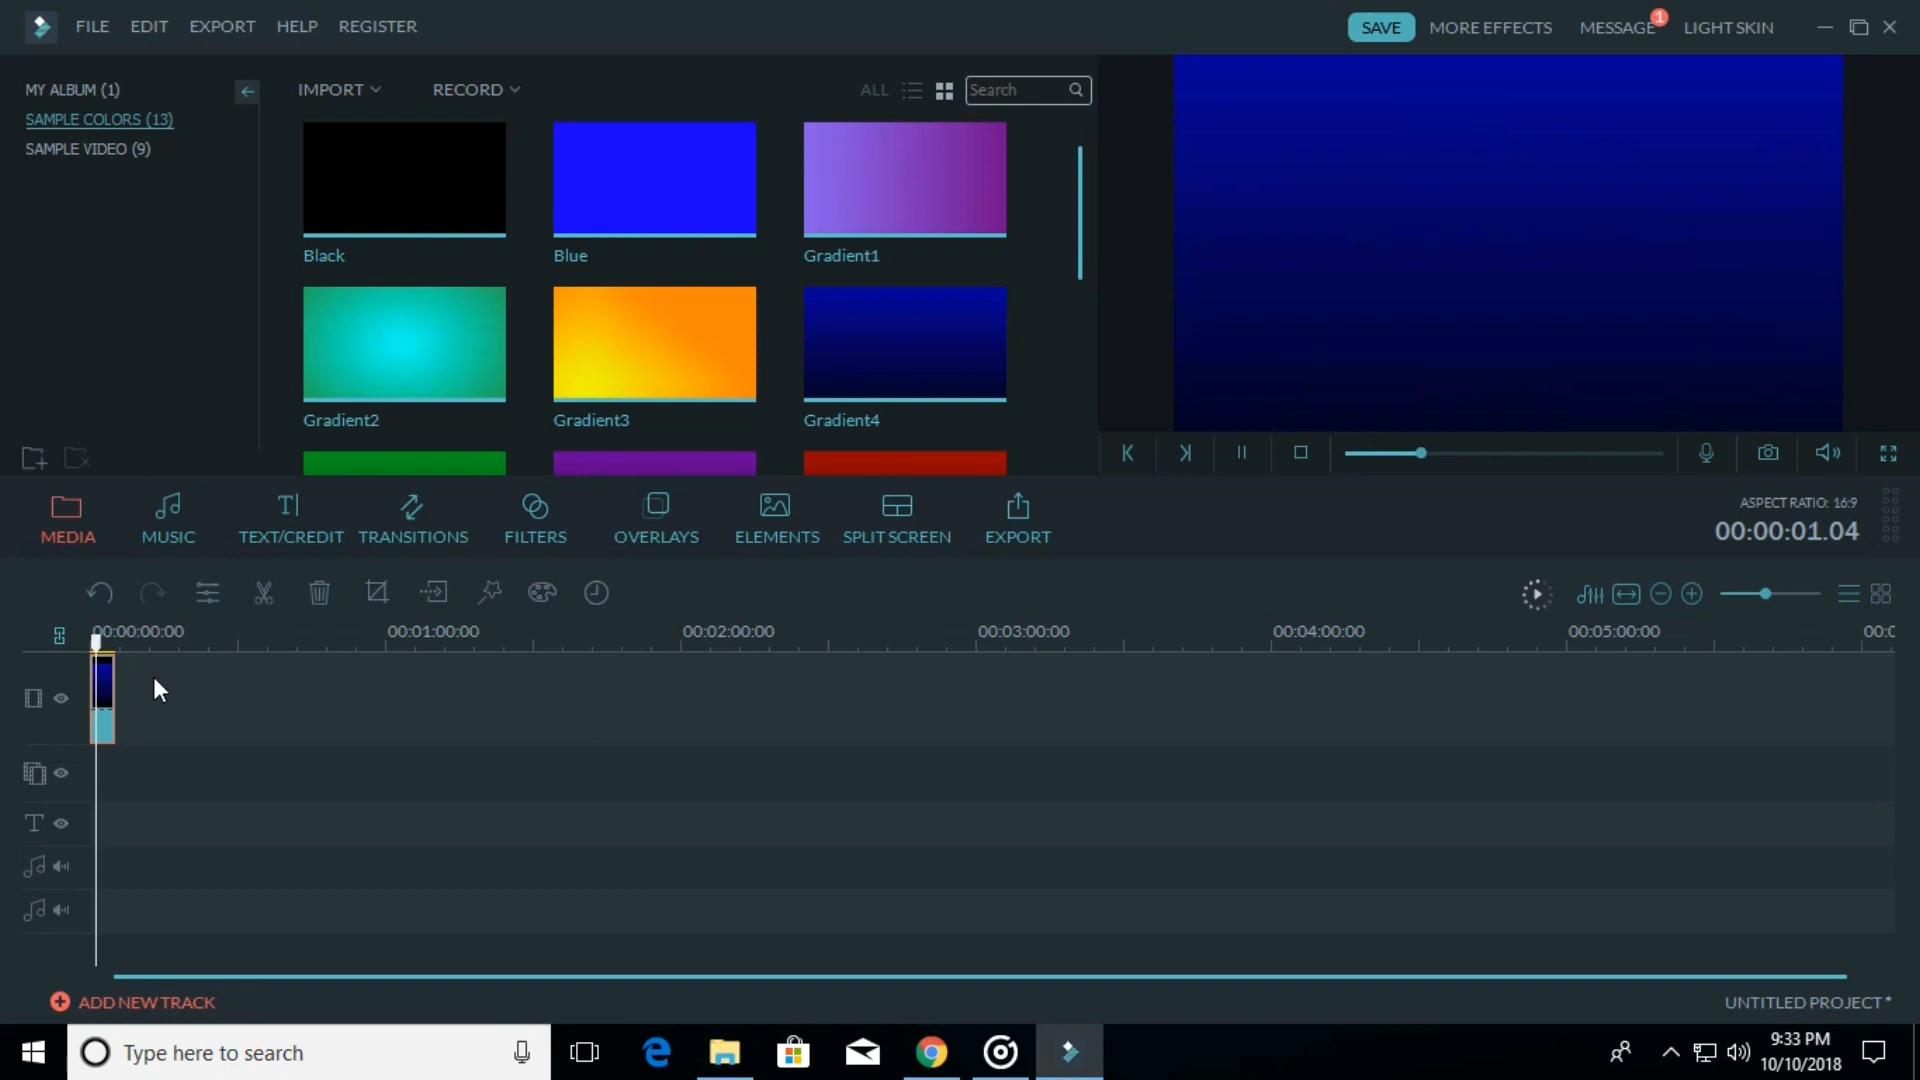 FILE EDIT EXPORT HELP REGISTER
SAVE MORE EFFECTS MESSAGE 1 LIGHT SKIN
MY ALBUM (1)
SAMPLE COLORS (13)
SAMPLE VIDEO (9)
IMPORT RECORD ALL Search
Black Blue Gradient1
Gradient2 Gradient3 Gradient4
MEDIA MUSIC TEXT/CREDIT TRANSITIONS FILTERS OVERLAYS ELEMENTS SPLIT SCREEN EXPORT
ASPECT RATIO: 16:9
00:00:01.04
00:00:00:00 00:01:00:00 00:02:00:00 00:03:00:00 00:04:00:00 00:05:00:00
ADD NEW TRACK
UNTITLED PROJECT*
Type here to search
9:33 PM
10/10/2018